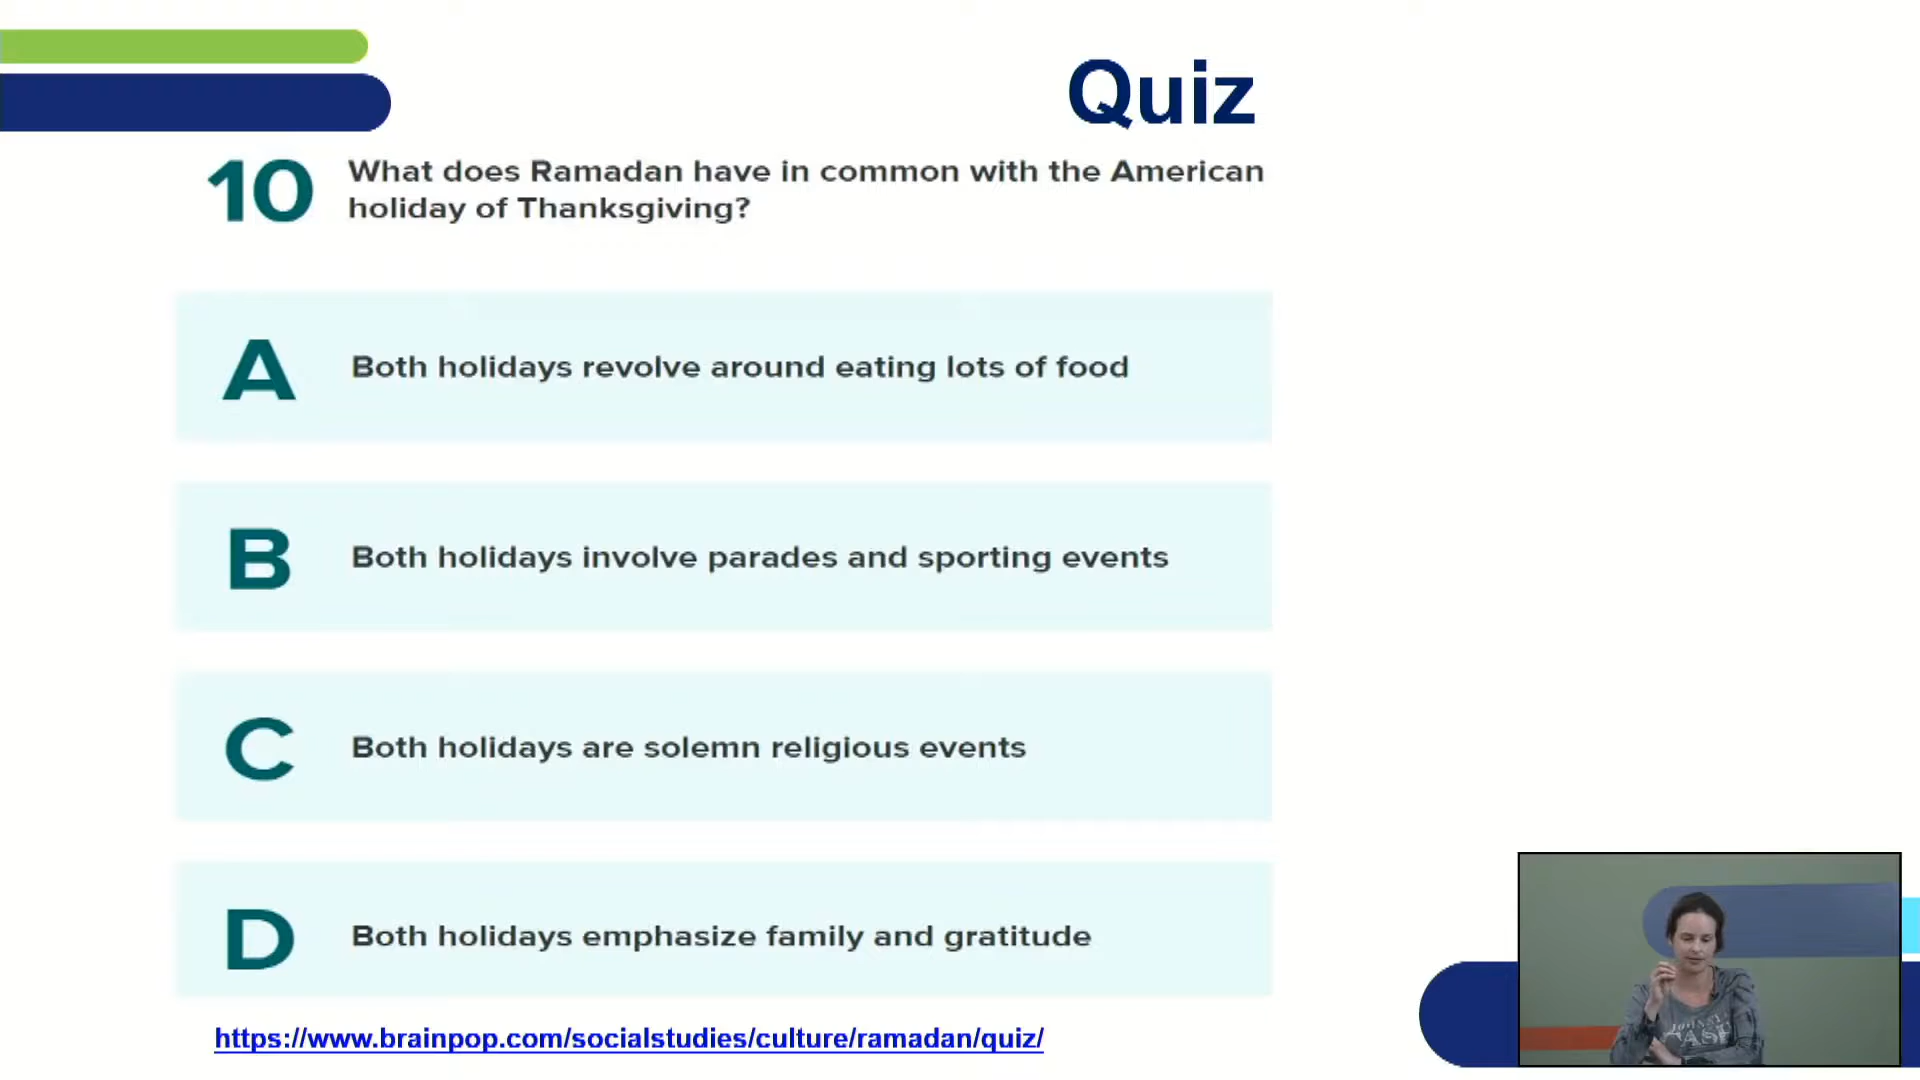 Quiz
10
What does Ramadan have in common with the American
holiday of Thanksgiving?
A
Both holidays revolve around eating lots of food
B
Both holidays involve parades and sporting events
C
Both holidays are solemn religious events
D
Both holidays emphasize family and gratitude
https://www.brainpop.com/socialstudies/culture/ramadan/quiz/